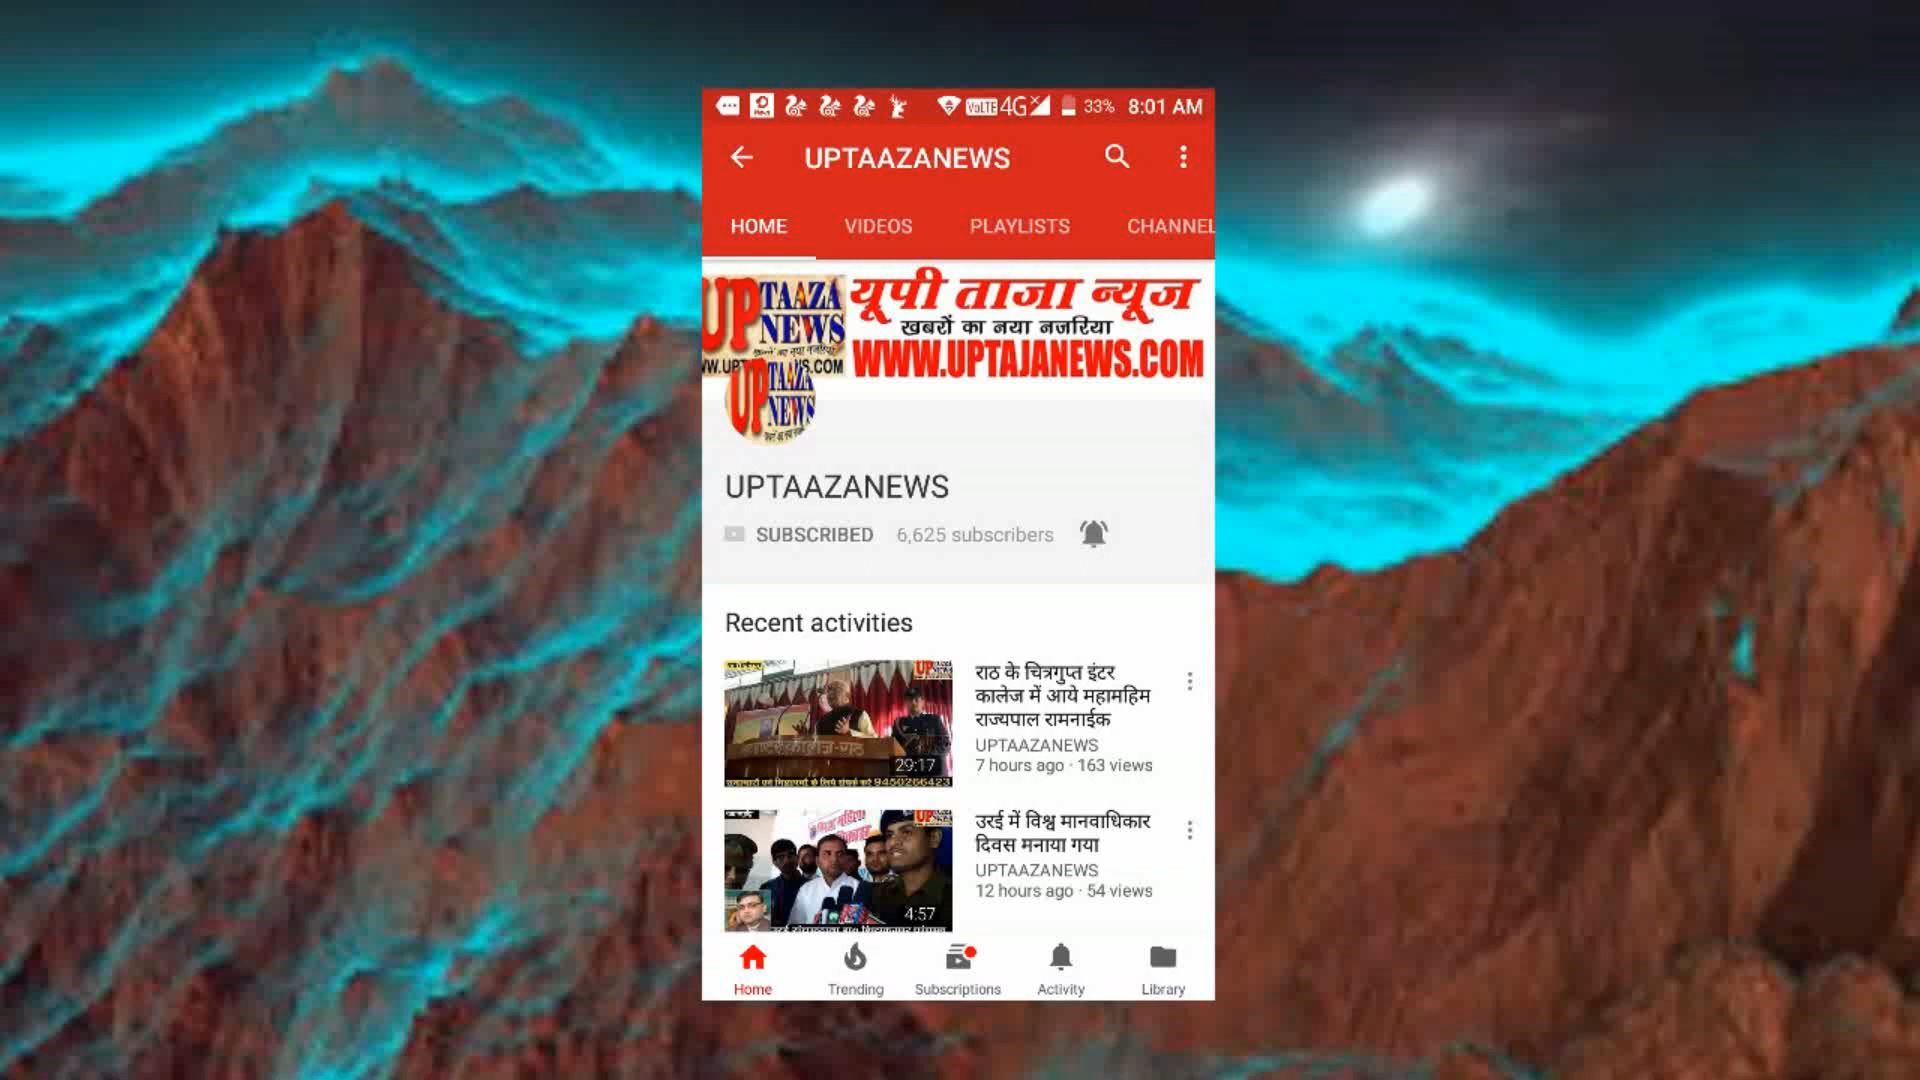 VoLTE 4G 33% 8:01 AM
UPTAAZANEWS
HOME VIDEOS PLAYLISTS CHANNEL
UP TAAZA NEWS
यूपी ताजा न्यूज
खबरों का नया नजरिया
WWW.UPTAJANEWS.COM
UP TAAZA NEWS
UPTAAZANEWS
SUBSCRIBED 6,625 subscribers
Recent activities
राठ के चित्रगुप्त इंटर
कालेज में आये महामहिम
राज्यपाल रामनाईक
UPTAAZANEWS
7 hours ago · 163 views
29:17
उरई में विश्व मानवाधिकार
दिवस मनाया गया
UPTAAZANEWS
12 hours ago · 54 views
4:57
Home Trending Subscriptions Activity Library